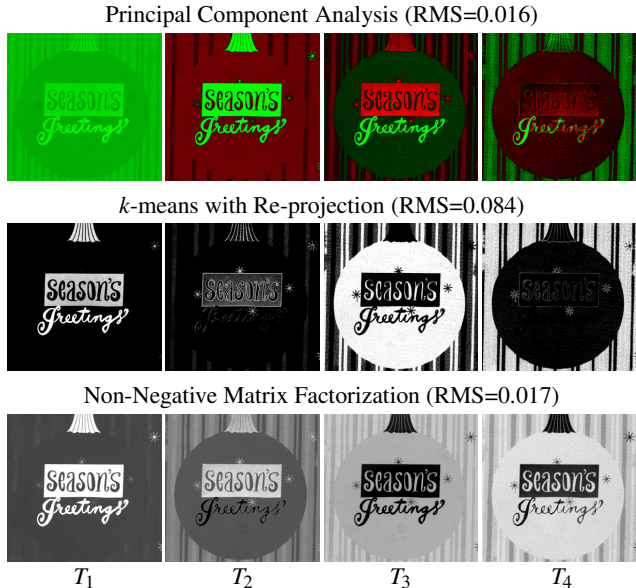 Principal Component Analysis (RMS=0.016)
season's season's season's season's
Greetings Greetings Greetings Greetings
k-means with Re-projection (RMS=0.084)
season's season's season's season's
Greetings Greetings Greetings
Non-Negative Matrix Factorization (RMS=0.017)
season's season's season's season's
Greetings Greetings Greetings Greetings
T1 T2 T3 T4